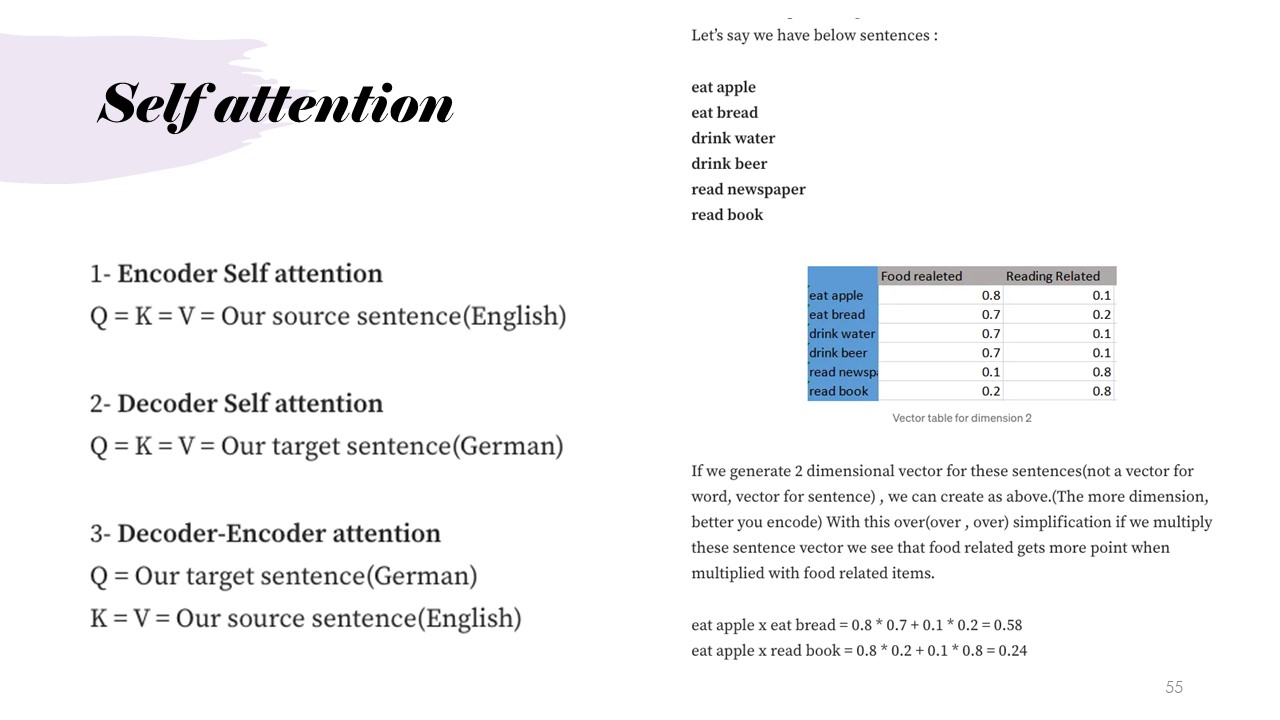 Self attention
1- Encoder Self attention
Q = K = V = Our source sentence(English)
2- Decoder Self attention
Q = K = V = Our target sentence(German)
3- Decoder-Encoder attention
Q = Our target sentence(German)
K = V = Our source sentence(English)
Let’s say we have below sentences :
eat apple
eat bread
drink water
drink beer
read newspaper
read book
Food realeted Reading Related
eat apple 0.8 0.1
eat bread 0.7 0.2
drink water 0.7 0.1
drink beer 0.7 0.1
read newspa 0.1 0.8
read book 0.2 0.8
Vector table for dimension 2
If we generate 2 dimensional vector for these sentences(not a vector for
word, vector for sentence) , we can create as above.(The more dimension,
better you encode) With this over(over , over) simplification if we multiply
these sentence vector we see that food related gets more point when
multiplied with food related items.
eat apple x eat bread = 0.8 * 0.7 + 0.1 * 0.2 = 0.58
eat apple x read book = 0.8 * 0.2 + 0.1 * 0.8 = 0.24
55